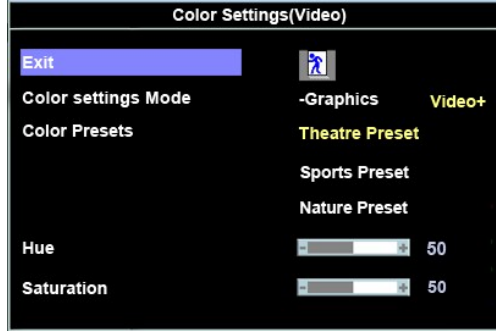 Color Settings(Video)
Exit
Color settings Mode -Graphics Video+
Color Presets Theatre Preset
Sports Preset
Nature Preset
Hue - + 50
Saturation - + 50